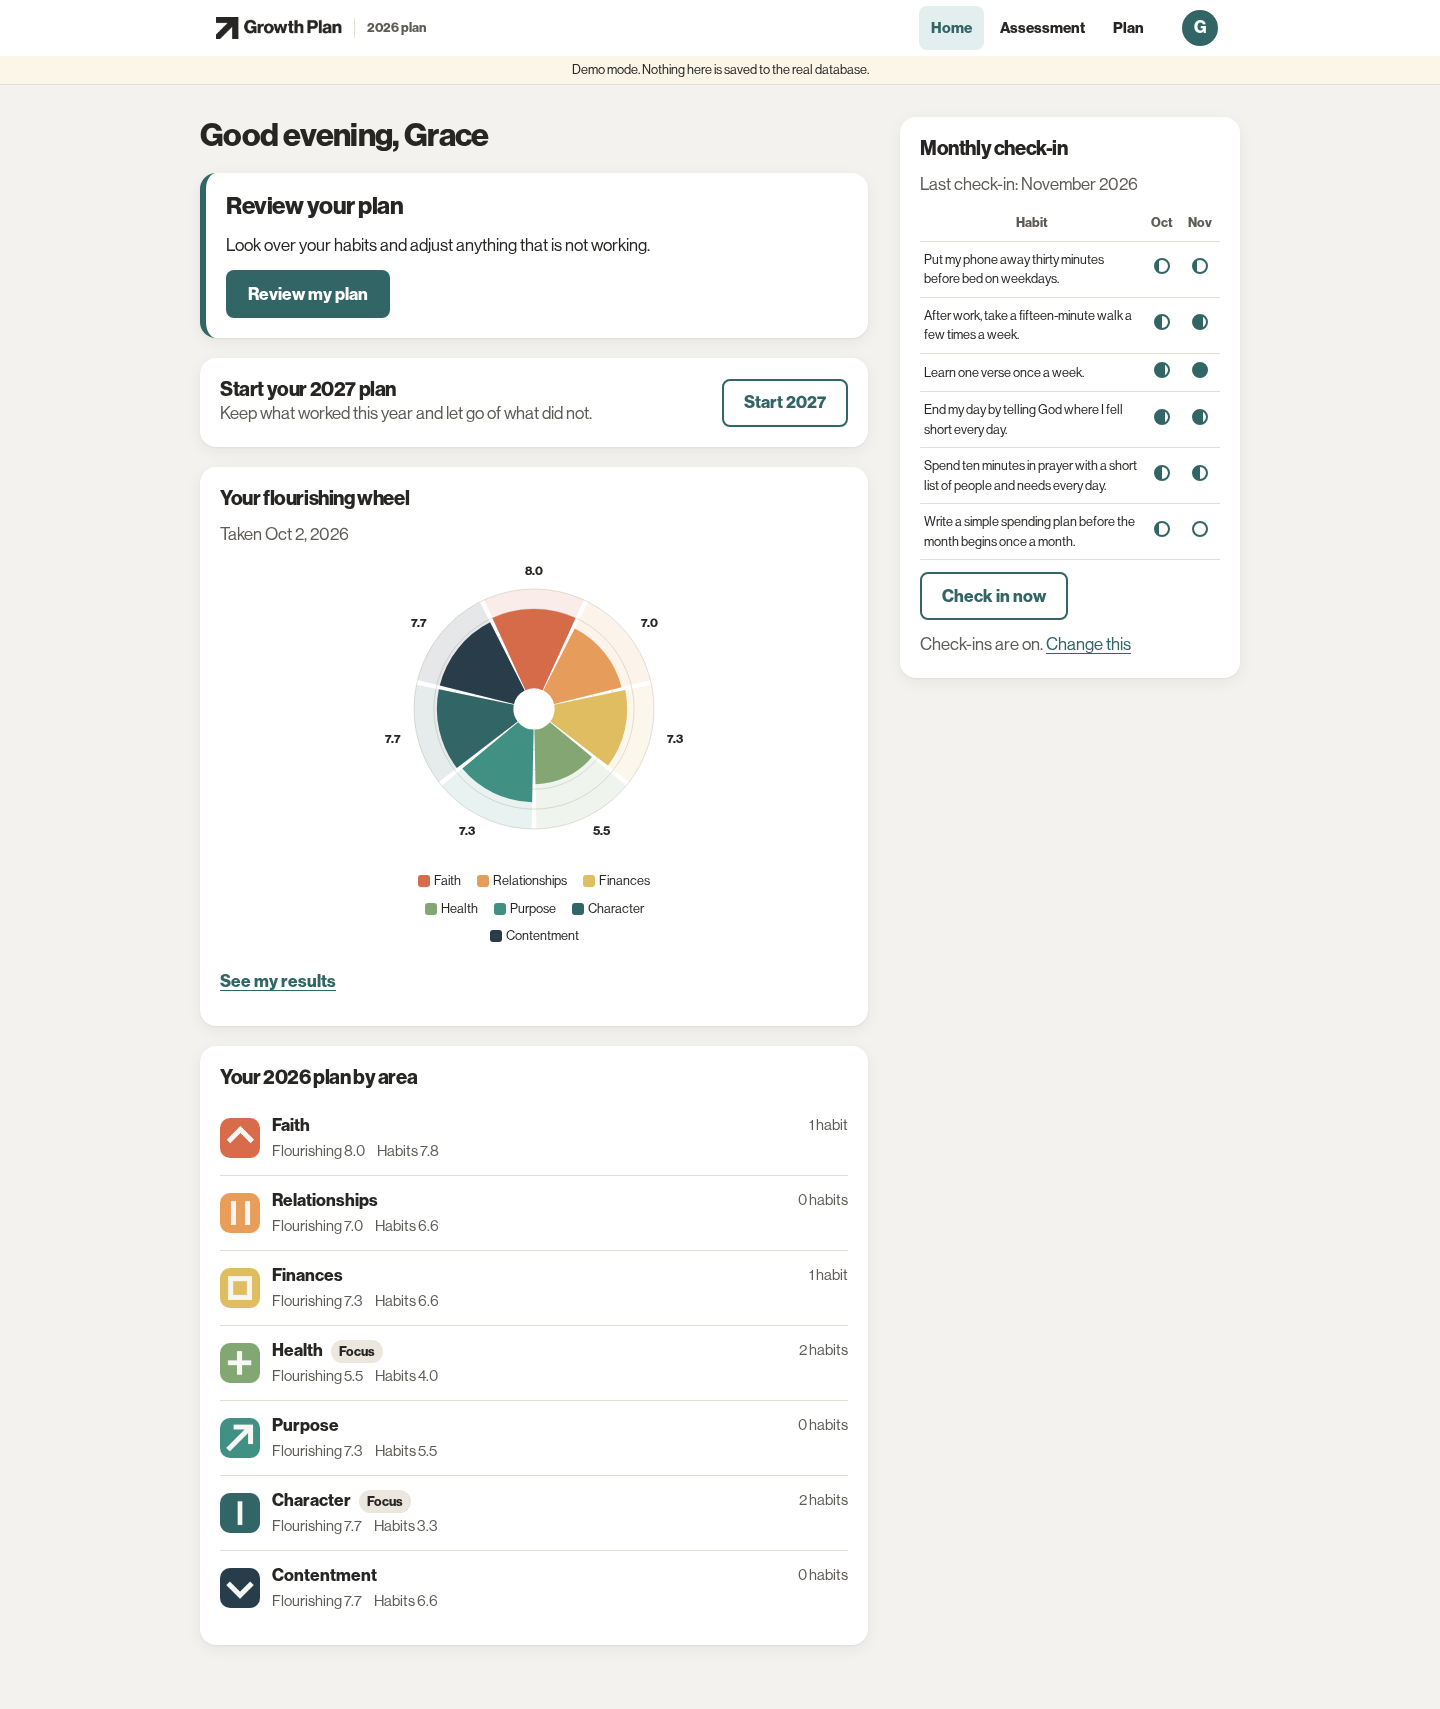 Growth Plan
2026 plan
Home
Assessment
Plan
G
Demo mode. Nothing here is saved to the real database.
Good evening, Grace
Review your plan
Look over your habits and adjust anything that is not working.
Review my plan
Start your 2027 plan
Keep what worked this year and let go of what did not.
Start 2027
Your flourishing wheel
Taken Oct 2, 2026
8.0
7.7
7.0
7.7
7.3
7.3
5.5
Faith
Relationships
Finances
Health
Purpose
Character
Contentment
See my results
Your 2026 plan by area
Faith
1 habit
Flourishing 8.0 Habits 7.8
Relationships
0 habits
Flourishing 7.0 Habits 6.6
Finances
1 habit
Flourishing 7.3 Habits 6.6
Health Focus
2 habits
Flourishing 5.5 Habits 4.0
Purpose
0 habits
Flourishing 7.3 Habits 5.5
Character Focus
2 habits
Flourishing 7.7 Habits 3.3
Contentment
0 habits
Flourishing 7.7 Habits 6.6
Monthly check-in
Last check-in: November 2026
Habit Oct Nov
Put my phone away thirty minutes
before bed on weekdays.
After work, take a fifteen-minute walk a
few times a week.
Learn one verse once a week.
End my day by telling God where I fell
short every day.
Spend ten minutes in prayer with a short
list of people and needs every day.
Write a simple spending plan before the
month begins once a month.
Check in now
Check-ins are on. Change this